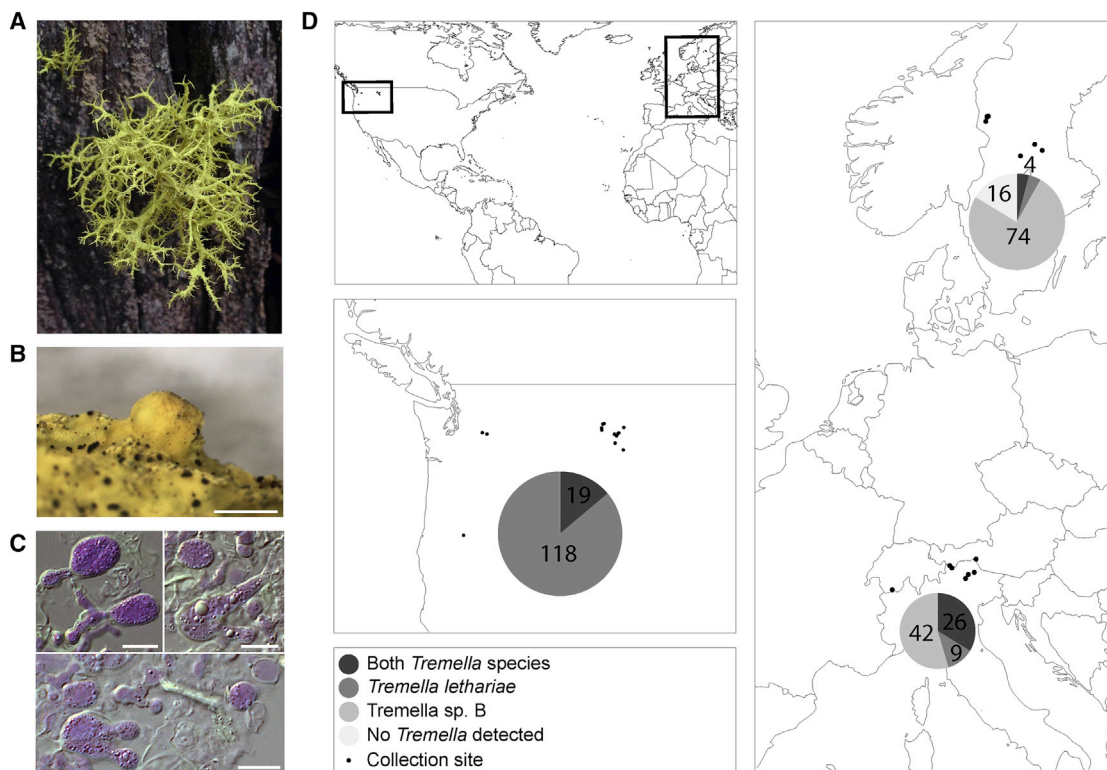 A
B
C
D
19
118
4
16
74
26
42
9
Both Tremella species
Tremella lethariae
Tremella sp. B
No Tremella detected
Collection site